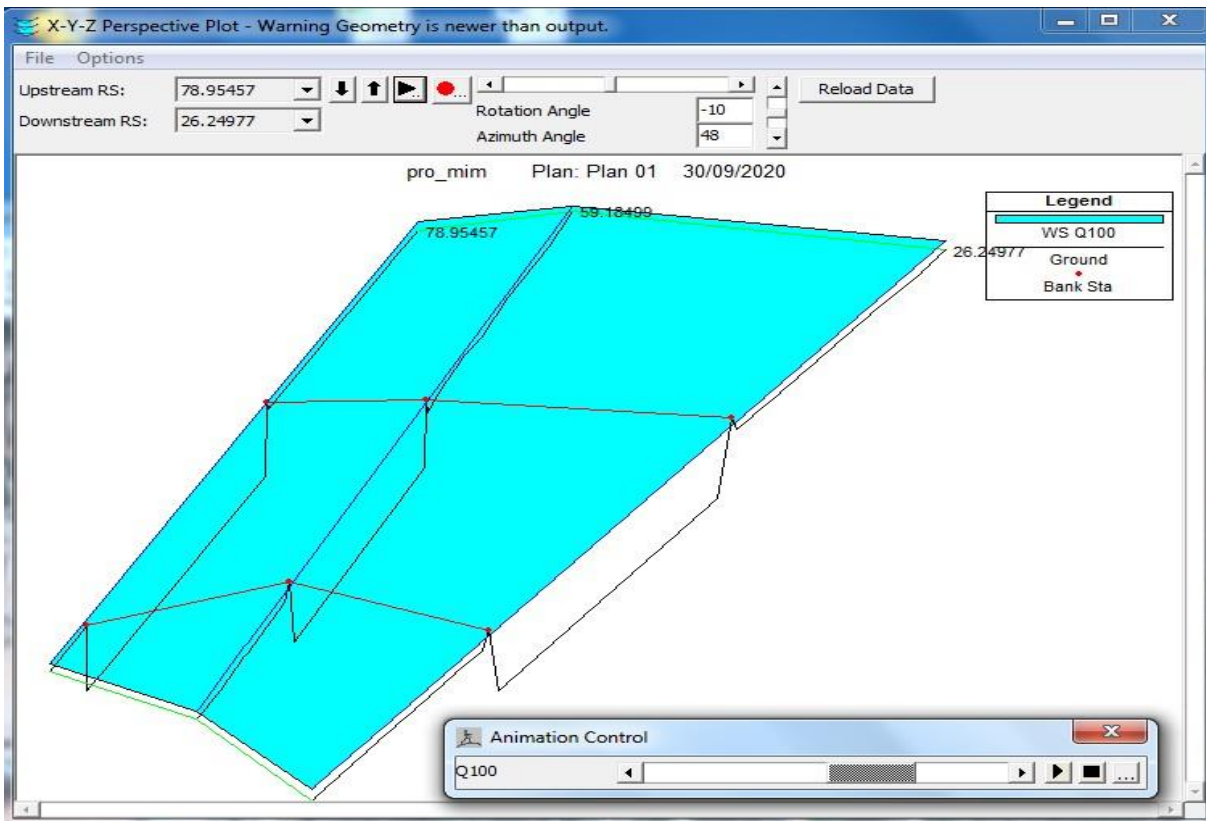 X-Y-Z Perspective Plot - Warning Geometry is newer than output.
File Options
Upstream RS: 78.95457
Reload Data
Rotation Angle -10
Downstream RS: 26.24977
Azimuth Angle 48
pro_mim Plan: Plan 01 30/09/2020
Legend
WS Q100
Ground
Bank Sta
59.18499
78.95457
26.24977
Animation Control
Q100